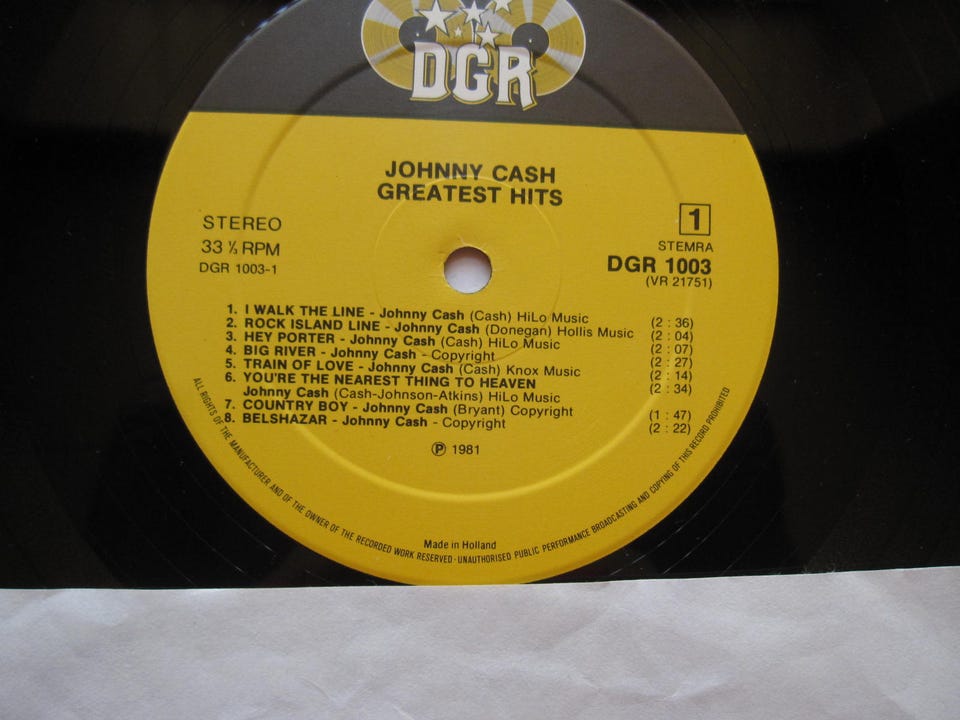 DGR
JOHNNY CASH
GREATEST HITS
STEREO
33 ⅓ RPM
DGR 1003-1
1
STEMRA
DGR 1003
(VR 21751)
1. I WALK THE LINE - Johnny Cash (Cash) HiLo Music (2 : 36)
2. ROCK ISLAND LINE - Johnny Cash (Donegan) Hollis Music (2 : 04)
3. HEY PORTER - Johnny Cash (Cash) HiLo Music (2 : 07)
4. BIG RIVER - Johnny Cash - Copyright (2 : 27)
5. TRAIN OF LOVE - Johnny Cash (Cash) Knox Music (2 : 14)
6. YOU'RE THE NEAREST THING TO HEAVEN (2 : 34)
Johnny Cash (Cash-Johnson-Atkins) HiLo Music
7. COUNTRY BOY - Johnny Cash (Bryant) Copyright (1 : 47)
8. BELSHAZAR - Johnny Cash - Copyright (2 : 22)
Ⓟ 1981
Made in Holland
ALL RIGHTS OF THE MANUFACTURER AND OF THE OWNER OF THE RECORDED WORK RESERVED · UNAUTHORISED PUBLIC PERFORMANCE BROADCASTING AND COPYING OF THIS RECORD PROHIBITED